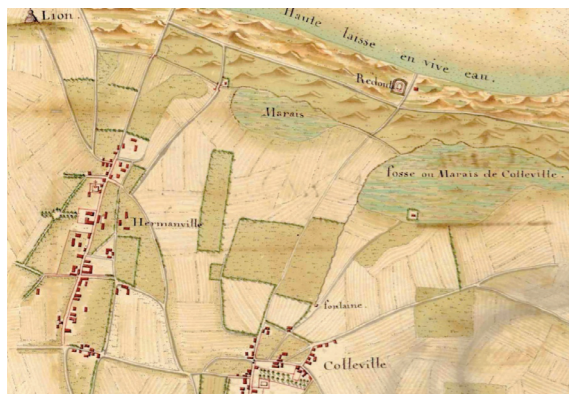 Lion.
Haute laisse en vive eau.
Redoute
Marais
fosse ou Marais de Colleville.
Hermanville
fontaine.
Colleville